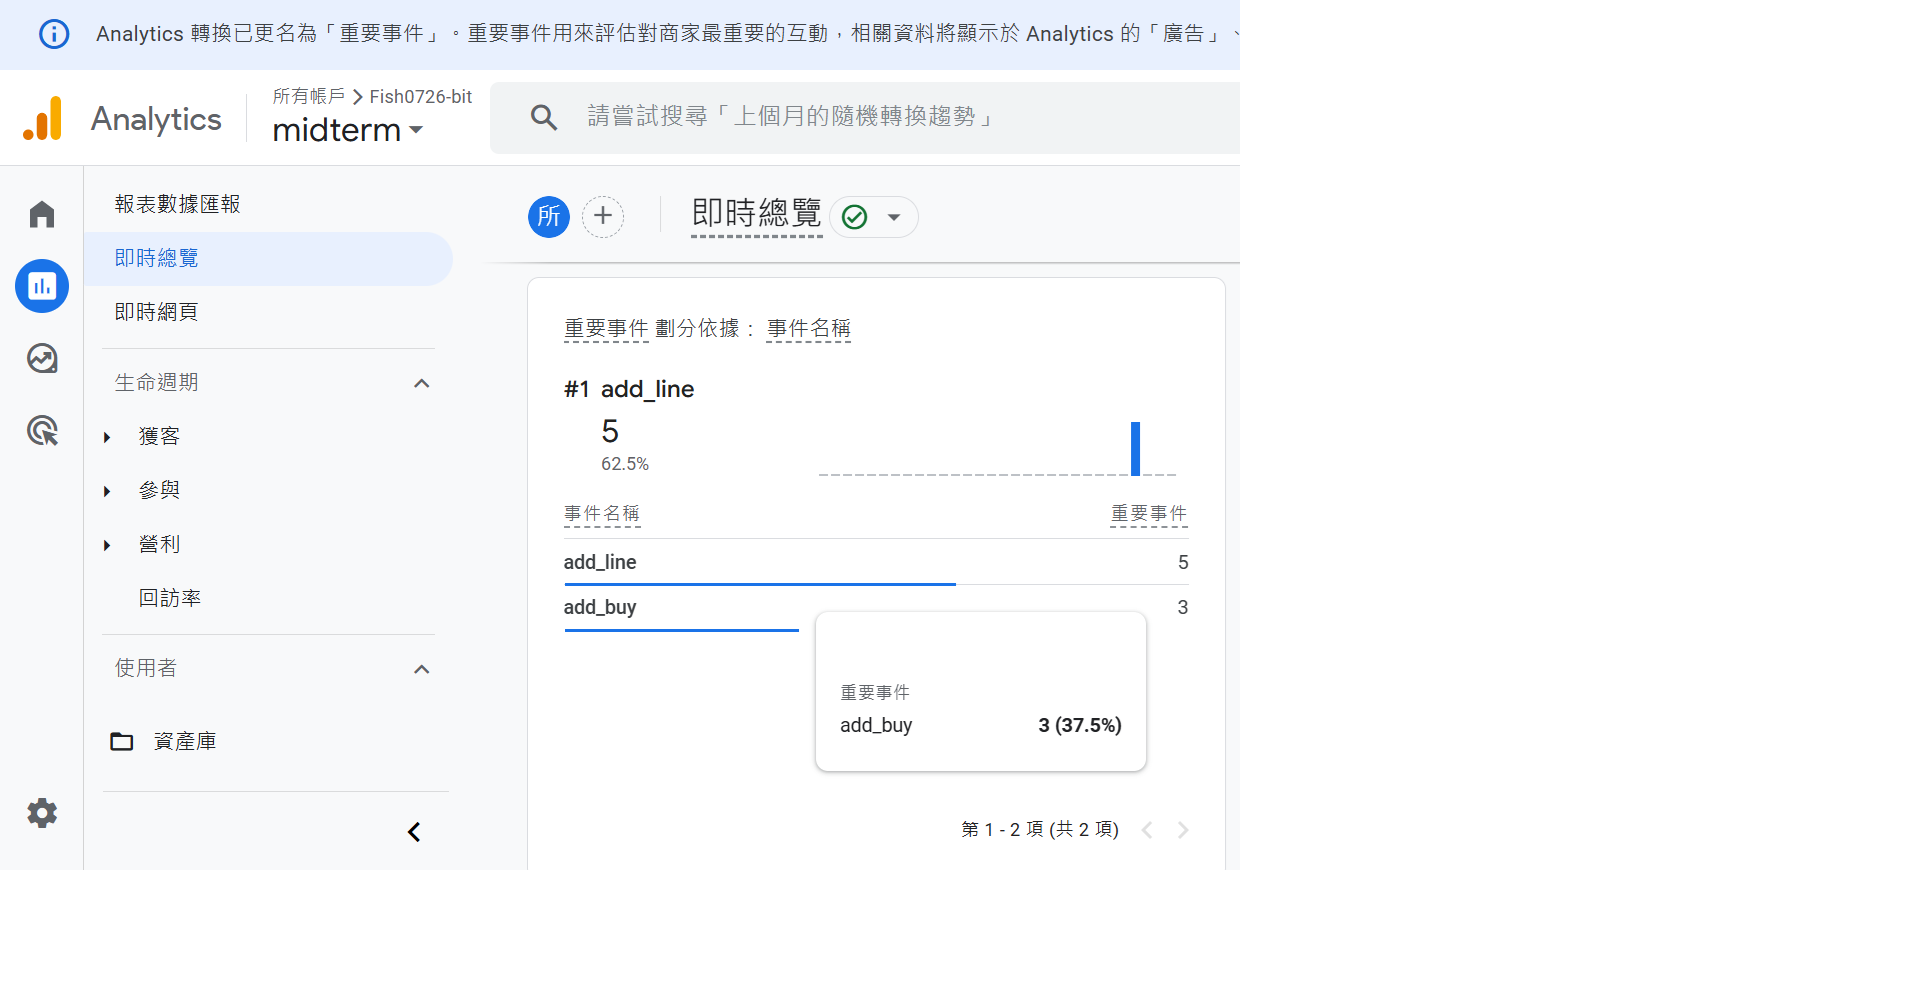 Analytics 轉換已更名為「重要事件」。重要事件用來評估對商家最重要的互動，相關資料將顯示於 Analytics 的「廣告」、
Analytics
所有帳戶 > Fish0726-bit
midterm
請嘗試搜尋「上個月的隨機轉換趨勢」
報表數據匯報
即時總覽
即時網頁
生命週期
獲客
參與
營利
回訪率
使用者
資產庫
所
即時總覽
重要事件 劃分依據： 事件名稱
#1 add_line
5
62.5%
事件名稱 重要事件
add_line 5
add_buy 3
重要事件
add_buy 3 (37.5%)
第 1 - 2 項 (共 2 項)